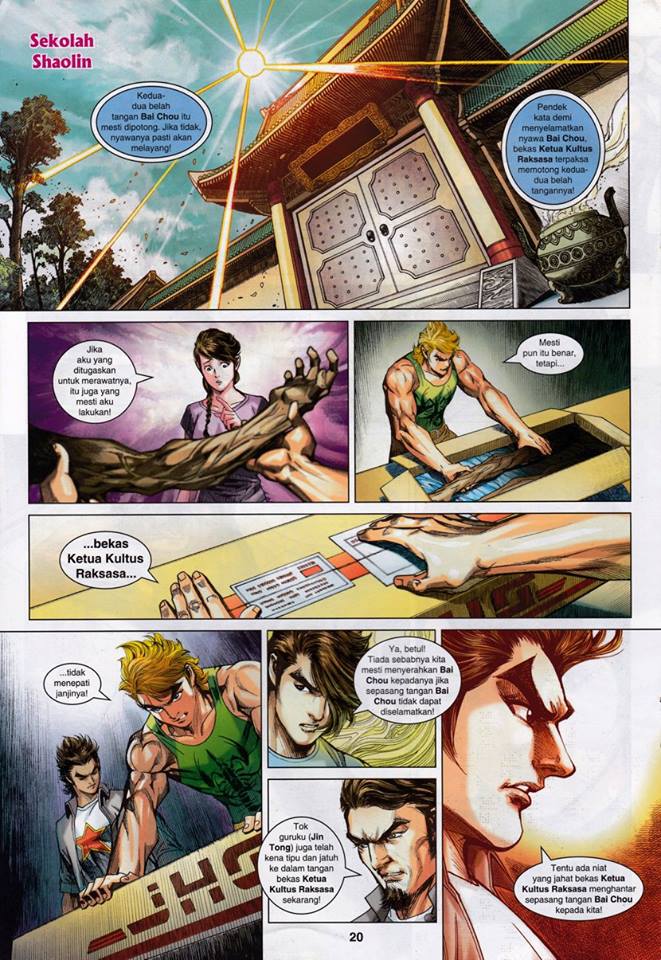 Sekolah
Shaolin
Kedua-
dua belah
tangan Bai Chou itu
mesti dipotong. Jika tidak,
nyawanya pasti akan
melayang!
Pendek
kata demi
menyelamatkan
nyawa Bai Chou,
bekas Ketua Kultus
Raksasa terpaksa
memotong kedua-
dua belah
tangannya!
Jika
aku yang
ditugaskan
untuk merawatnya,
itu juga yang
mesti aku
lakukan!
Mesti
pun itu benar,
tetapi...
...bekas
Ketua Kultus
Raksasa...
...tidak
menepati
janjinya!
Ya, betul!
Tiada sebabnya kita
mesti menyerahkan Bai
Chou kepadanya jika
sepasang tangan Bai
Chou tidak dapat
diselamatkan!
Tok
guruku (Jin
Tong) juga telah
kena tipu dan jatuh
ke dalam tangan
bekas Ketua
Kultus Raksasa
sekarang!
Tentu ada niat
yang jahat bekas Ketua
Kultus Raksasa menghantar
sepasang tangan Bai Chou
kepada kita!
JHG
20